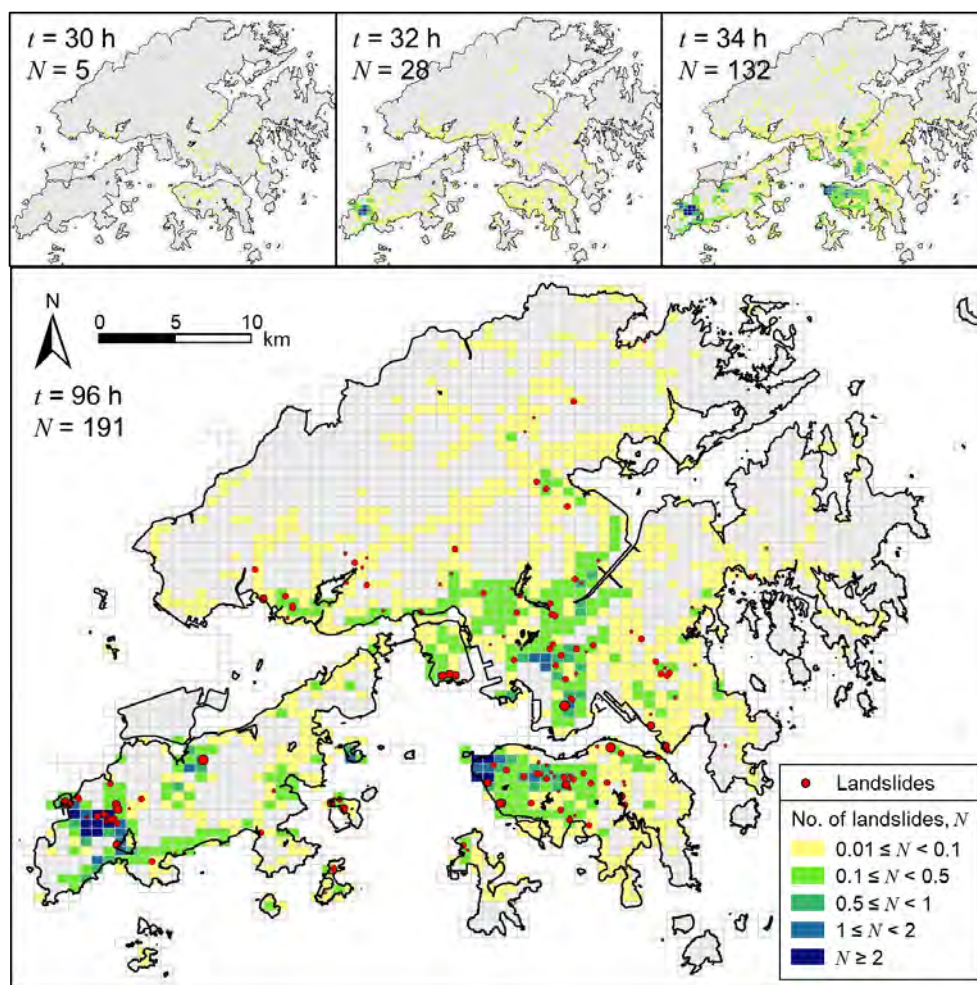 t = 30 h
N = 5
t = 32 h
N = 28
t = 34 h
N = 132
N
0 5 10
km
t = 96 h
N = 191
Landslides
No. of landslides, N
0.01 ≤ N < 0.1
0.1 ≤ N < 0.5
0.5 ≤ N < 1
1 ≤ N < 2
N ≥ 2